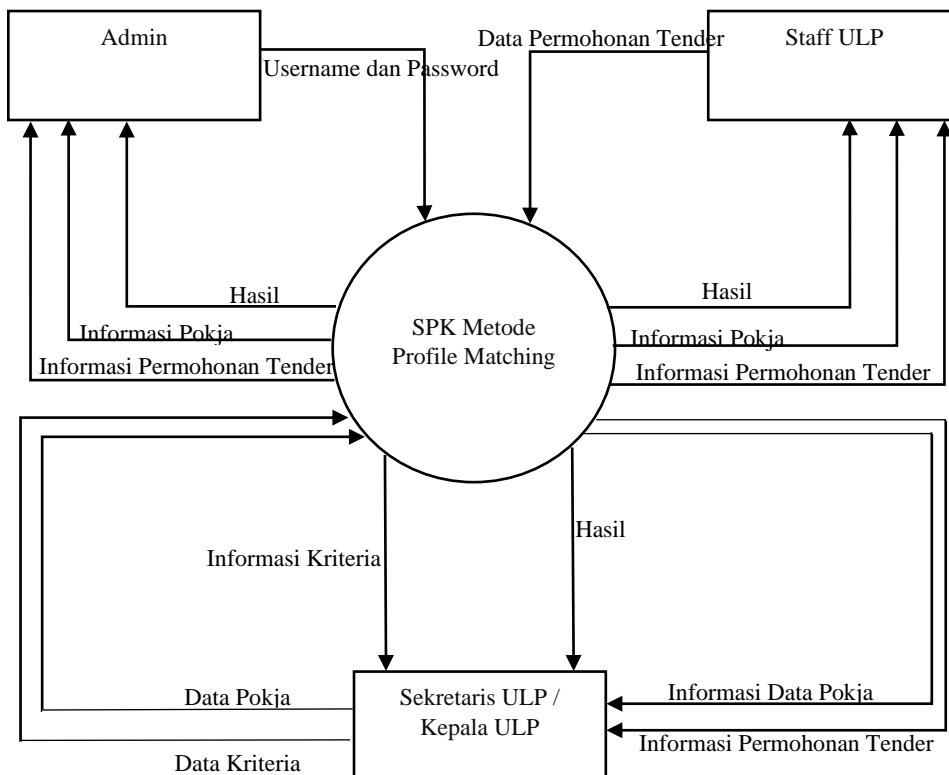 Admin
Data Permohonan Tender
Staff ULP
Username dan Password
Hasil
Hasil
SPK Metode
Profile Matching
Informasi Pokja
Informasi Pokja
Informasi Permohonan Tender
Informasi Permohonan Tender
Hasil
Informasi Kriteria
Data Pokja
Sekretaris ULP /
Kepala ULP
Informasi Data Pokja
Informasi Permohonan Tender
Data Kriteria